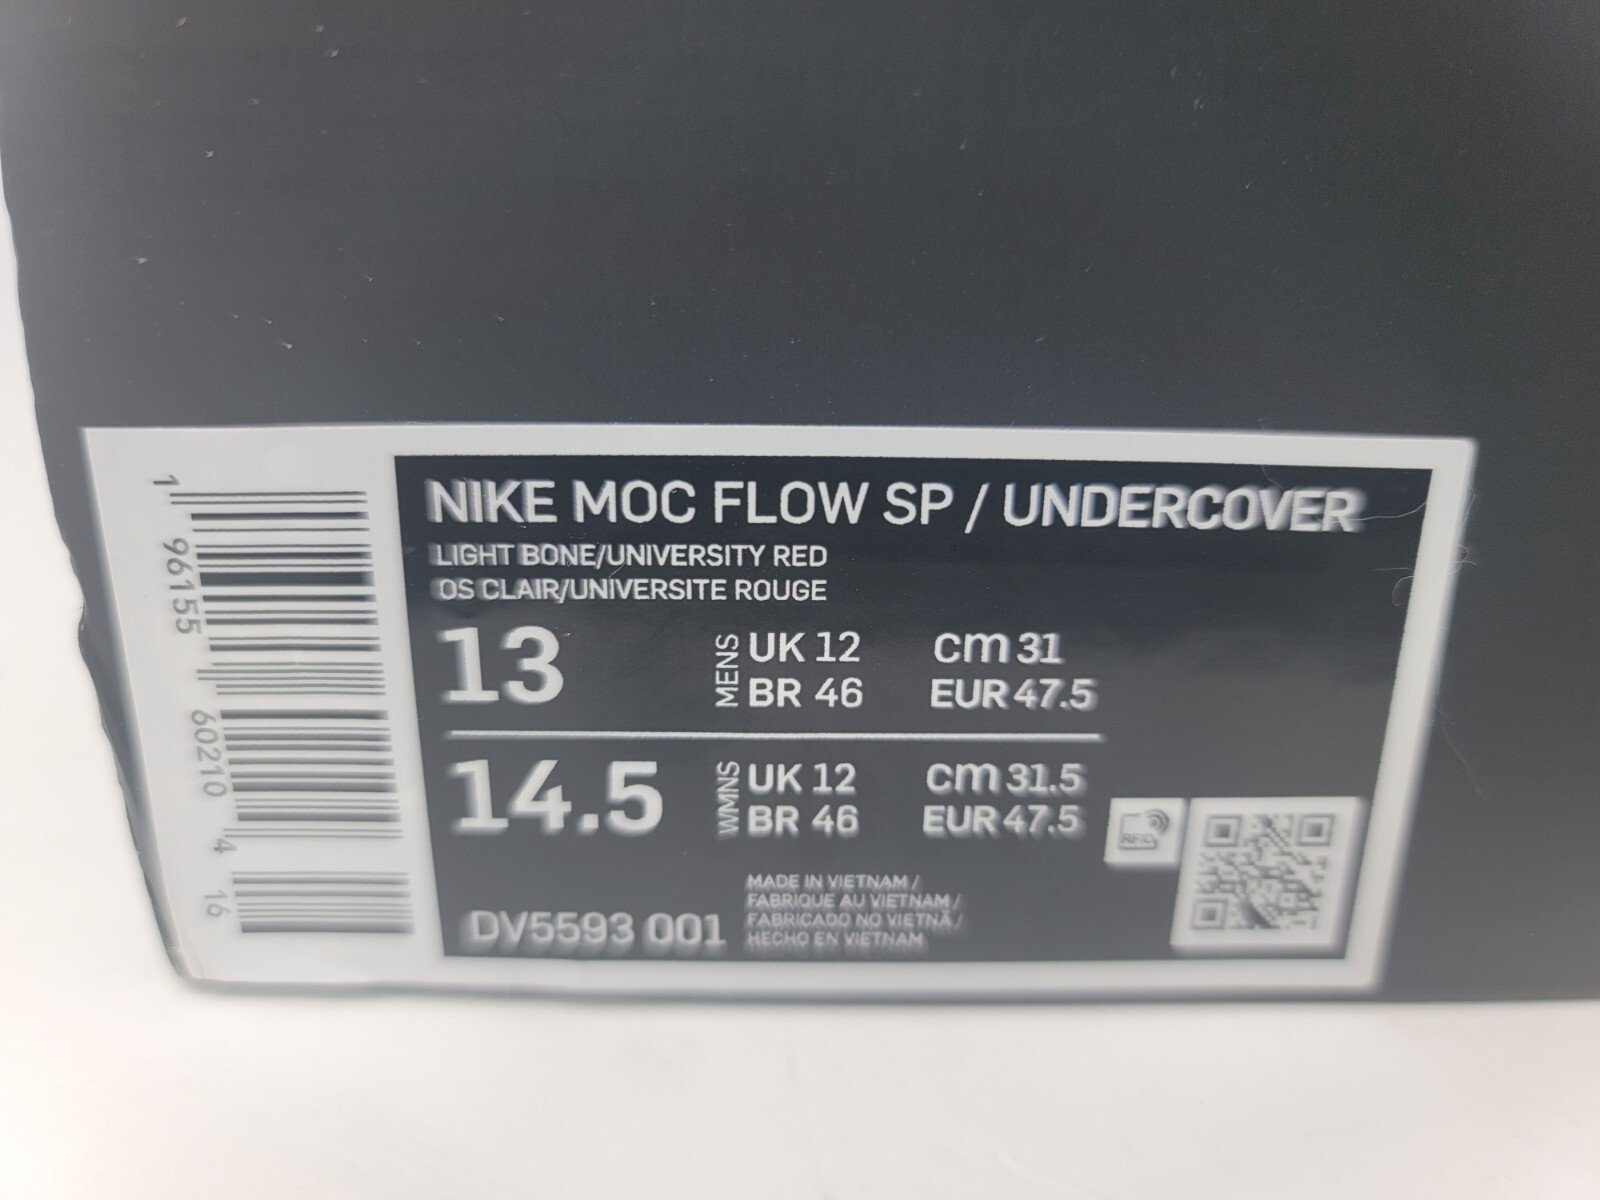 1 96155 60210 4 16
NIKE MOC FLOW SP / UNDERCOVER
LIGHT BONE/UNIVERSITY RED
OS CLAIR/UNIVERSITE ROUGE
13 MENS UK 12 cm 31
BR 46 EUR 47.5
14.5 WMNS UK 12 cm 31.5
BR 46 EUR 47.5
RFID
MADE IN VIETNAM /
FABRIQUE AU VIETNAM /
FABRICADO NO VIETNÃ /
HECHO EN VIETNAM
DV5593 001